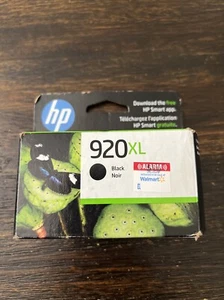 hp
Download the free
HP Smart app.
Téléchargez l'application
HP Smart gratuite.
920XL
Black
Noir
ALARM
Walmart